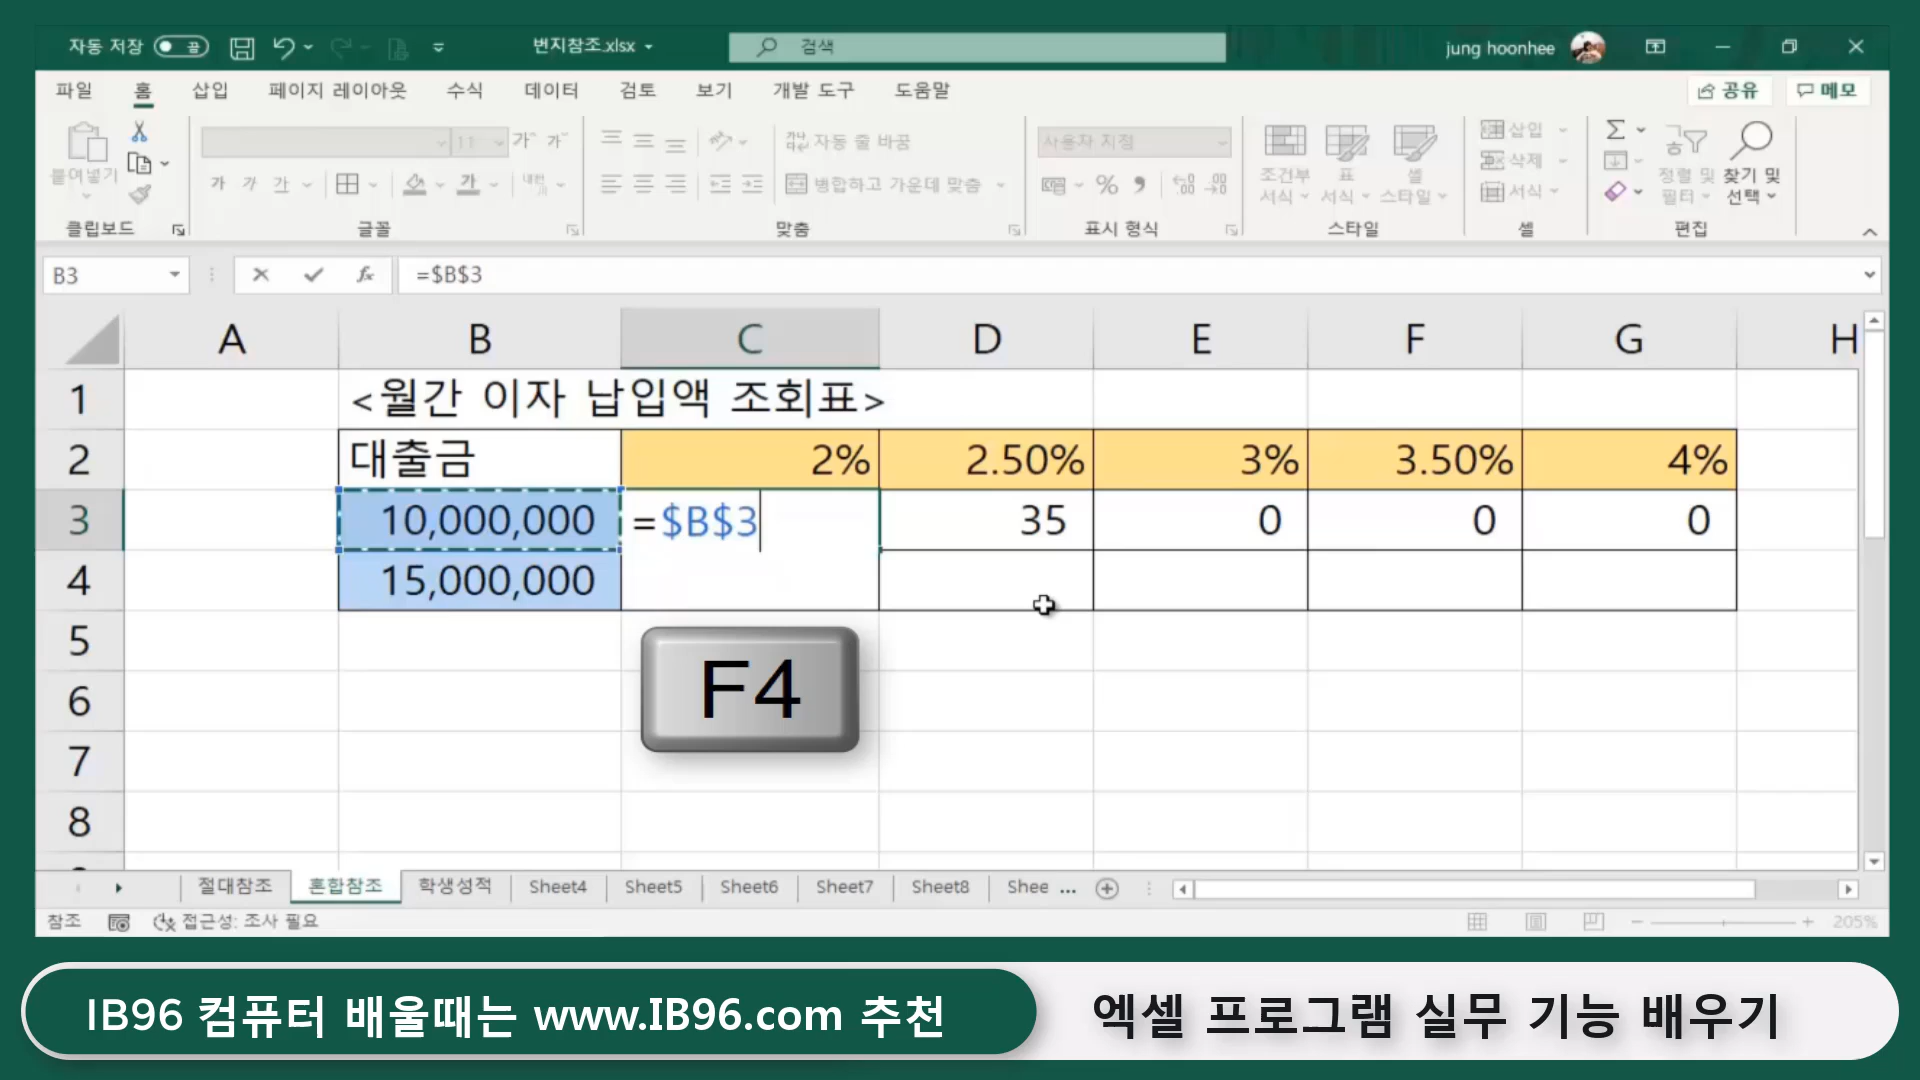 자동 저장 끔 번지참조.xlsx 검색 jung hoonhee
파일 홈 삽입 페이지 레이아웃 수식 데이터 검토 보기 개발 도구 도움말 공유 메모
붙여넣기 11 가 가 자동 줄 바꿈 사용자 지정 조건부 서식 표 서식 셀 스타일 삽입 정렬 및 필터 찾기 및 선택
가 가 간 가 병합하고 가운데 맞춤 % 삭제
서식
클립보드 글꼴 맞춤 표시 형식 스타일 셀 편집
B3 fx =$B$3
A B C D E F G H
1 <월간 이자 납입액 조회표>
2 대출금 2% 2.50% 3% 3.50% 4%
3 10,000,000 =$B$3 35 0 0 0
4 15,000,000
5
F4
6
7
8
절대참조 혼합참조 학생성적 Sheet4 Sheet5 Sheet6 Sheet7 Sheet8 Shee ...
참조 접근성: 조사 필요 205%
IB96 컴퓨터 배울때는 www.IB96.com 추천 엑셀 프로그램 실무 기능 배우기